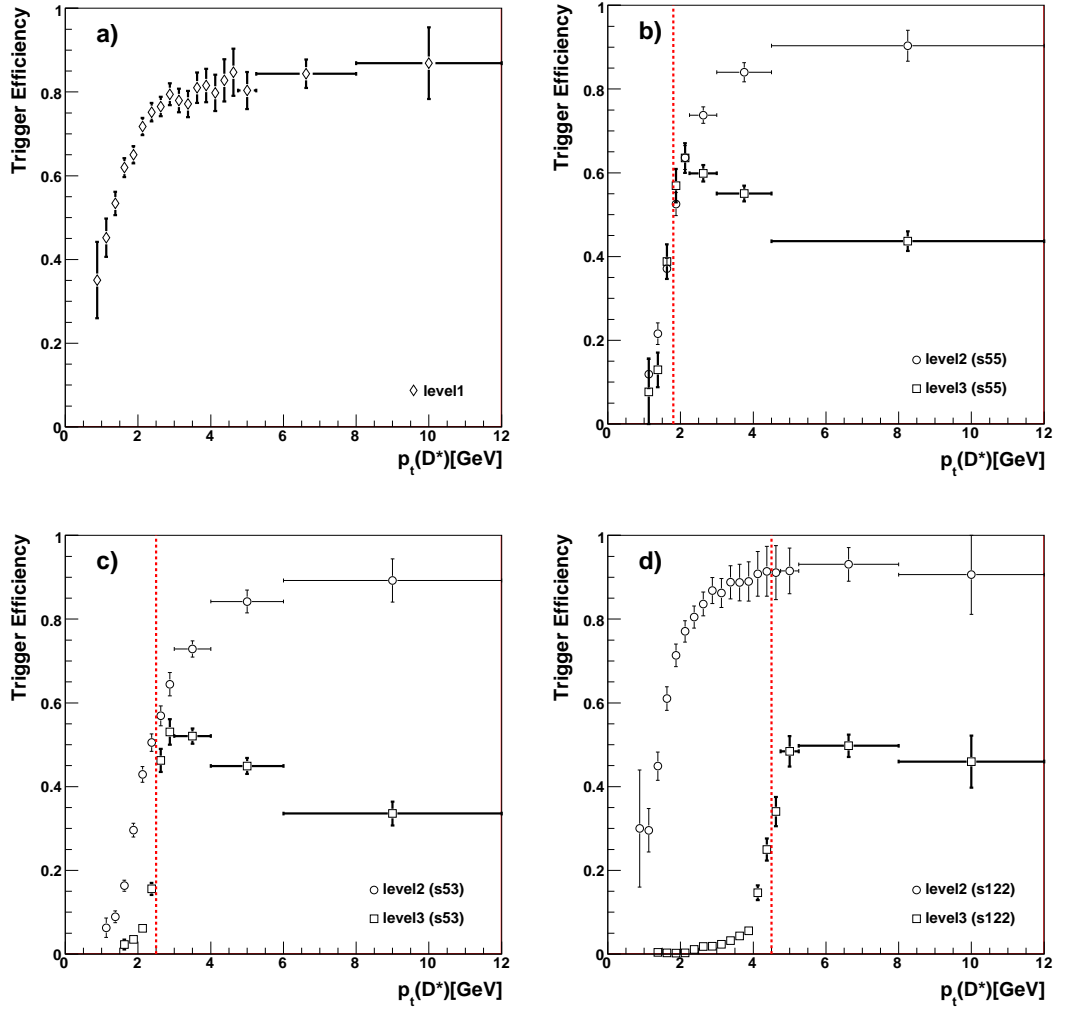 a)
Trigger Efficiency
1
0.8
0.6
0.4
0.2
0
level1
0 2 4 6 8 10 12
p_t(D*)[GeV]
b)
Trigger Efficiency
1
0.8
0.6
0.4
0.2
0
level2 (s55)
level3 (s55)
0 2 4 6 8 10 12
p_t(D*)[GeV]
c)
Trigger Efficiency
1
0.8
0.6
0.4
0.2
0
level2 (s53)
level3 (s53)
0 2 4 6 8 10 12
p_t(D*)[GeV]
d)
Trigger Efficiency
1
0.8
0.6
0.4
0.2
0
level2 (s122)
level3 (s122)
0 2 4 6 8 10 12
p_t(D*)[GeV]